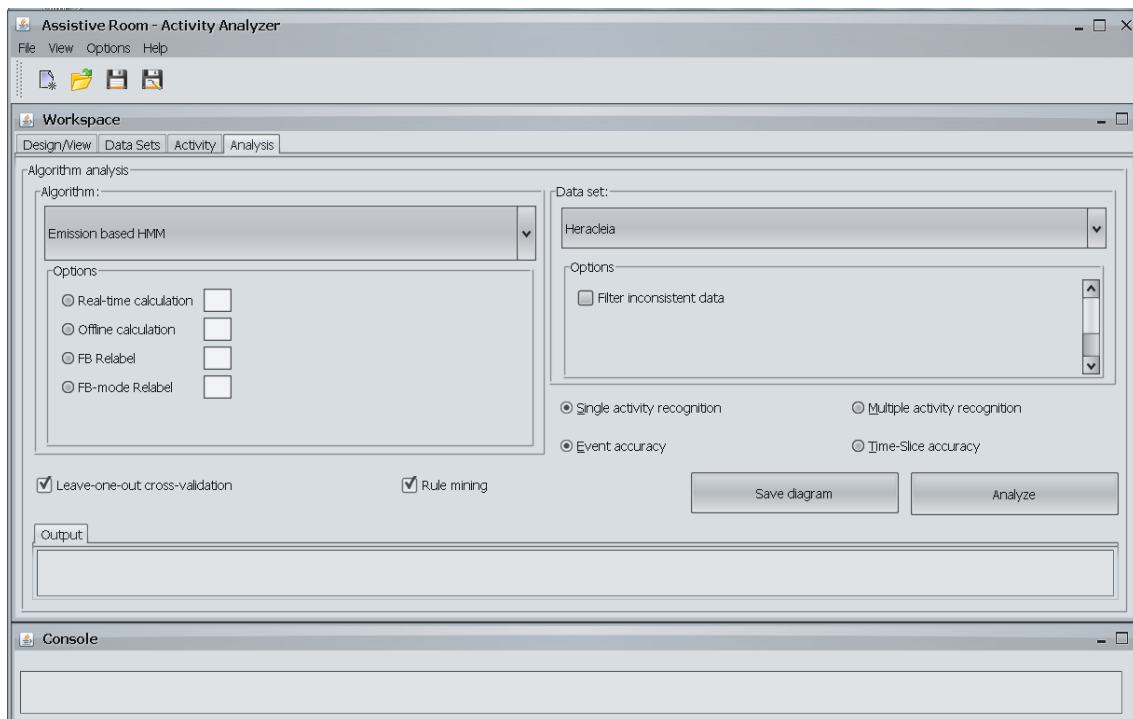 Assistive Room - Activity Analyzer
File View Options Help
Workspace
Design/View Data Sets Activity Analysis
Algorithm analysis
Algorithm:
Emission based HMM
Options
Real-time calculation
Offline calculation
FB Relabel
FB-mode Relabel
Data set:
Heracleia
Options
Filter inconsistent data
Single activity recognition Multiple activity recognition
Event accuracy Time-Slice accuracy
Leave-one-out cross-validation Rule mining Save diagram Analyze
Output
Console